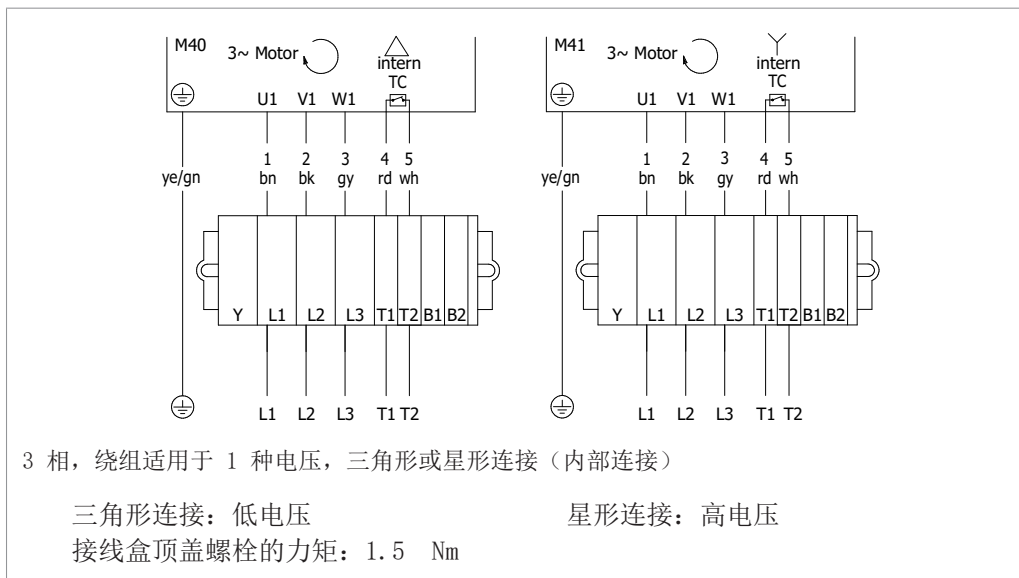 M40 3~ Motor intern TC
U1 V1 W1
1 2 3 4 5
ye/gn bn bk gy rd wh
Y L1 L2 L3 T1 T2 B1 B2
L1 L2 L3 T1 T2
M41 3~ Motor intern TC
U1 V1 W1
1 2 3 4 5
ye/gn bn bk gy rd wh
Y L1 L2 L3 T1 T2 B1 B2
L1 L2 L3 T1 T2
3 相，绕组适用于 1 种电压，三角形或星形连接（内部连接）
三角形连接：低电压 星形连接：高电压
接线盒顶盖螺栓的力矩：1.5 Nm